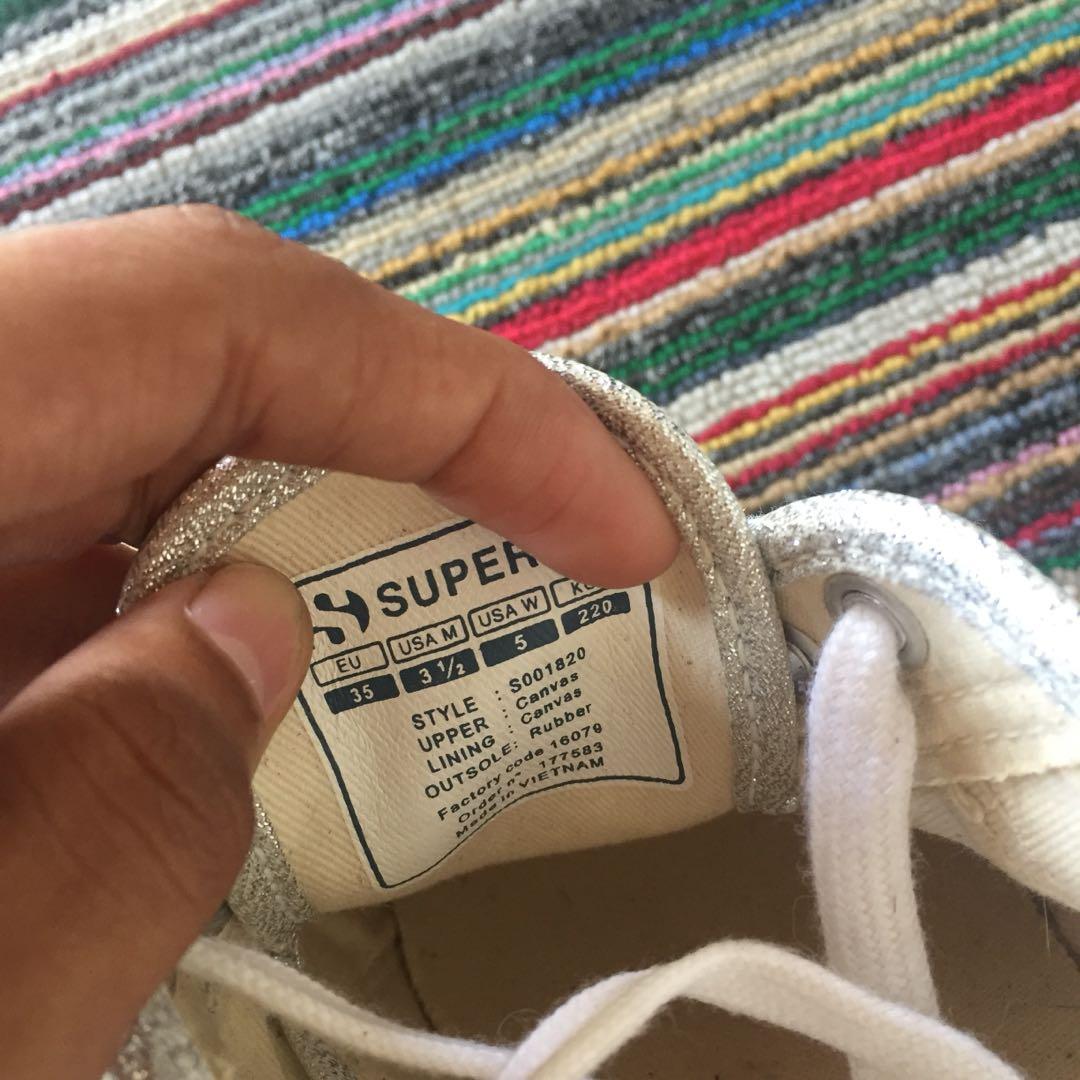 SUPER
EU USA M USA W
35 3 ½ 5 220
STYLE : S001820
UPPER : Canvas
LINING : Canvas
OUTSOLE: Rubber
Factory code 16079
Order n° 177583
Made in VIETNAM